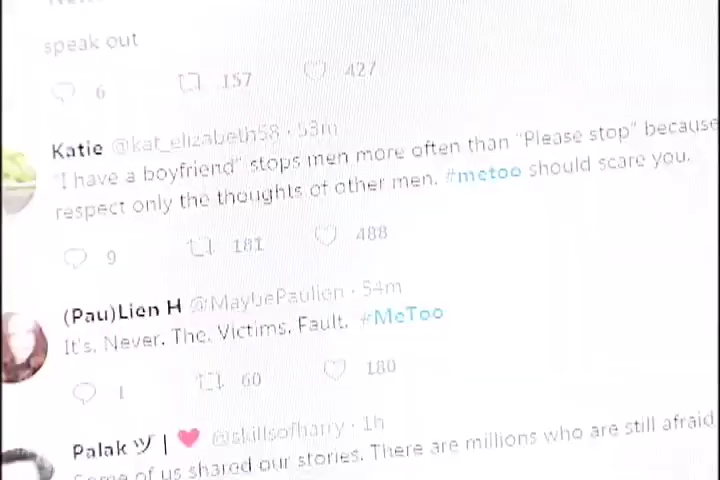 speak out
6 157 427
Katie @kat_elizabeth58 · 53m
"I have a boyfriend" stops men more often than "Please stop" because
respect only the thoughts of other men. #metoo should scare you.
9 181 488
(Pau)Lien H @MaybePaulien · 54m
It's. Never. The. Victims. Fault. #MeToo
1 60 180
Palak ツ | @skillsofharry · 1h
Some of us shared our stories. There are millions who are still afraid